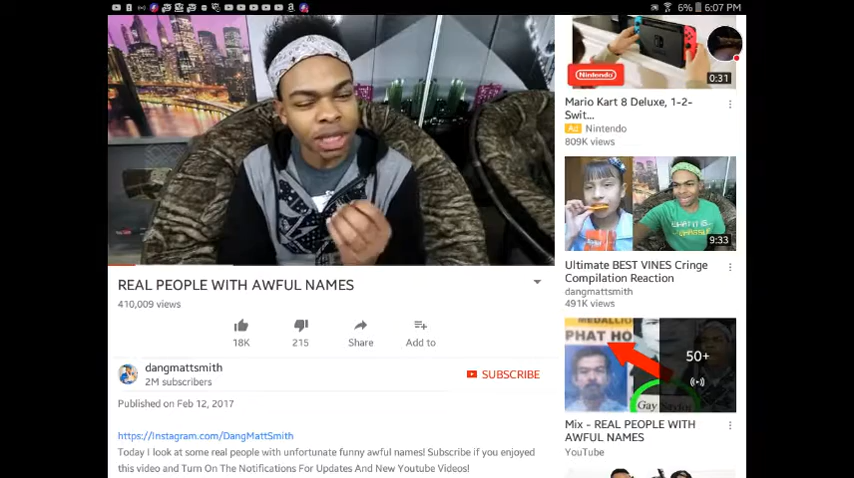 6% 6:07 PM
REAL PEOPLE WITH AWFUL NAMES
410,009 views
18K
215
Share
Add to
dangmattsmith
2M subscribers
SUBSCRIBE
Published on Feb 12, 2017
https://Instagram.com/DangMattSmith
Today I look at some real people with unfortunate funny awful names! Subscribe if you enjoyed
this video and Turn On The Notifications For Updates And New Youtube Videos!
Nintendo
0:31
Mario Kart 8 Deluxe, 1-2-
Swit...
Ad Nintendo
809K views
9:33
Ultimate BEST VINES Cringe
Compilation Reaction
dangmattsmith
491K views
PHAT HO
50+
Gay Saylor
Mix - REAL PEOPLE WITH
AWFUL NAMES
YouTube